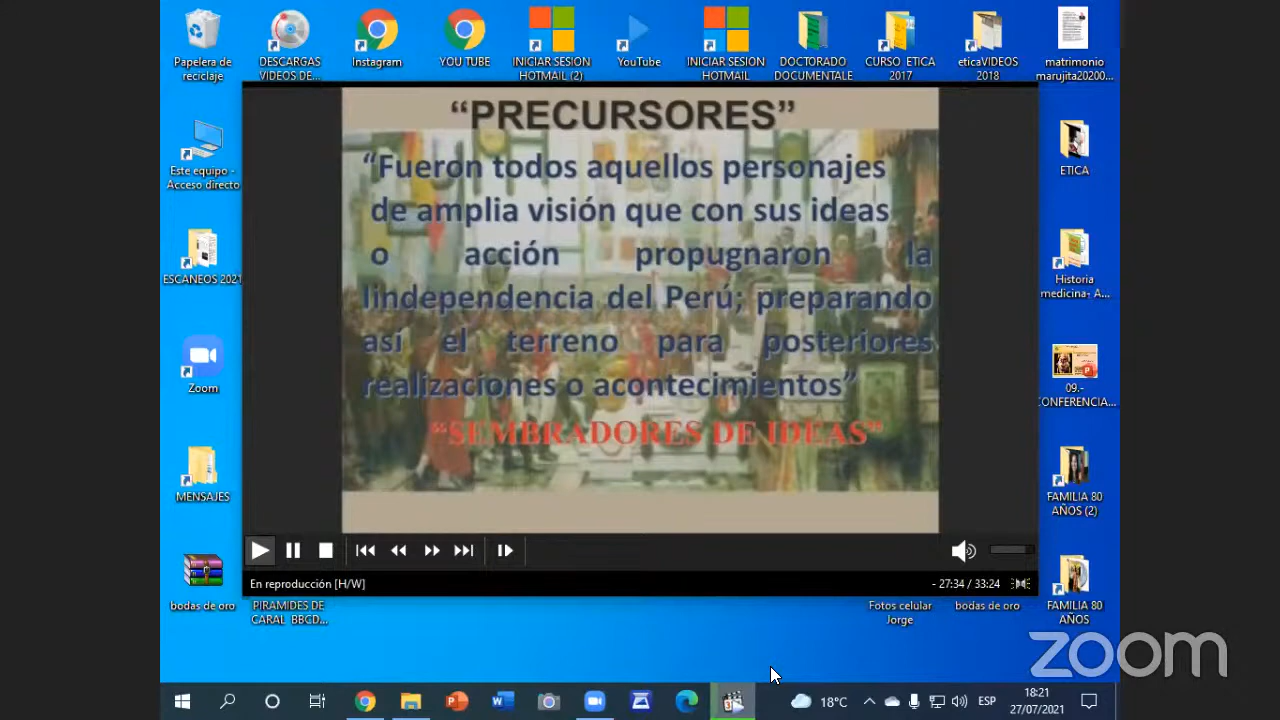 Papelera de
reciclaje
DESCARGAS
VIDEOS DE...
Instagram
YOU TUBE
INICIAR SESION
HOTMAIL (2)
YouTube
INICIAR SESION
HOTMAIL
DOCTORADO
DOCUMENTALE
CURSO ETICA
2017
eticaVIDEOS
2018
matrimonio
marujita20200...
“PRECURSORES”
“Fueron todos aquellos personajes
de amplia visión que con sus ideas
o acción propugnaron la
Iindependencia del Perú; preparando
así el terreno para posteriores
realizaciones o acontecimientos”
“SEMBRADORES DE IDEAS”
Este equipo -
Acceso directo
ESCANEOS 2021
Zoom
MENSAJES
bodas de oro
ETICA
Historia
medicina- A...
09.-
CONFERENCIA...
FAMILIA 80
AÑOS (2)
FAMILIA 80
AÑOS
En reproducción [H/W]
- 27:34 / 33:24
PIRAMIDES DE
CARAL BBCD...
Fotos celular
Jorge
bodas de oro
zoom
18°C
ESP
18:21
27/07/2021